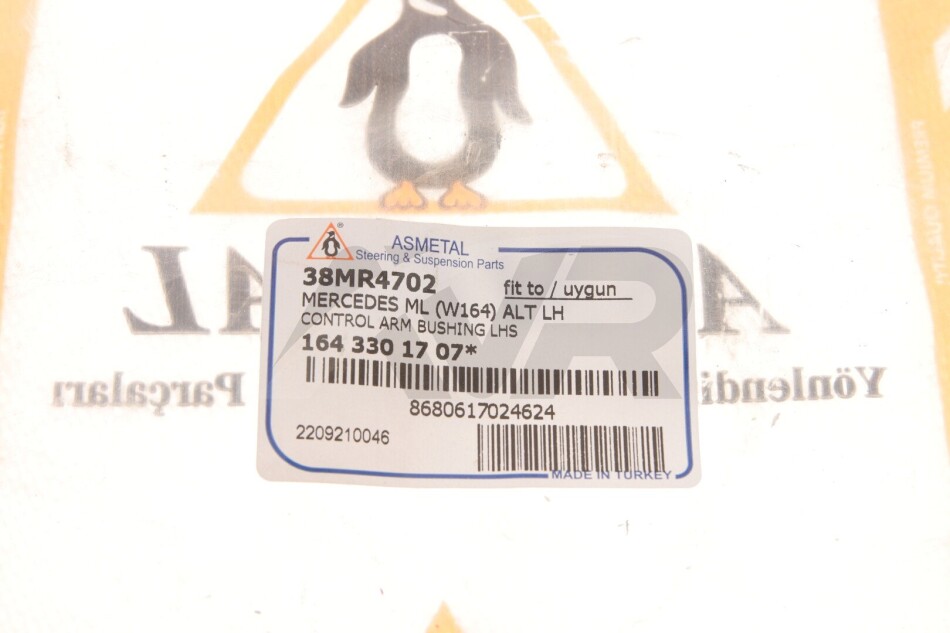 ASMETAL
Steering & Suspension Parts
38MR4702 fit to / uygun
MERCEDES ML (W164) ALT LH
CONTROL ARM BUSHING LHS
164 330 17 07*
8680617024624
2209210046
MADE IN TURKEY
Parçaları
Yönlendi